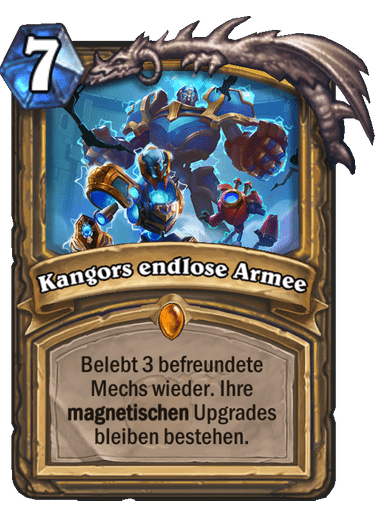 7
Kangors endlose Armee
Belebt 3 befreundete
Mechs wieder. Ihre
magnetischen Upgrades
bleiben bestehen.